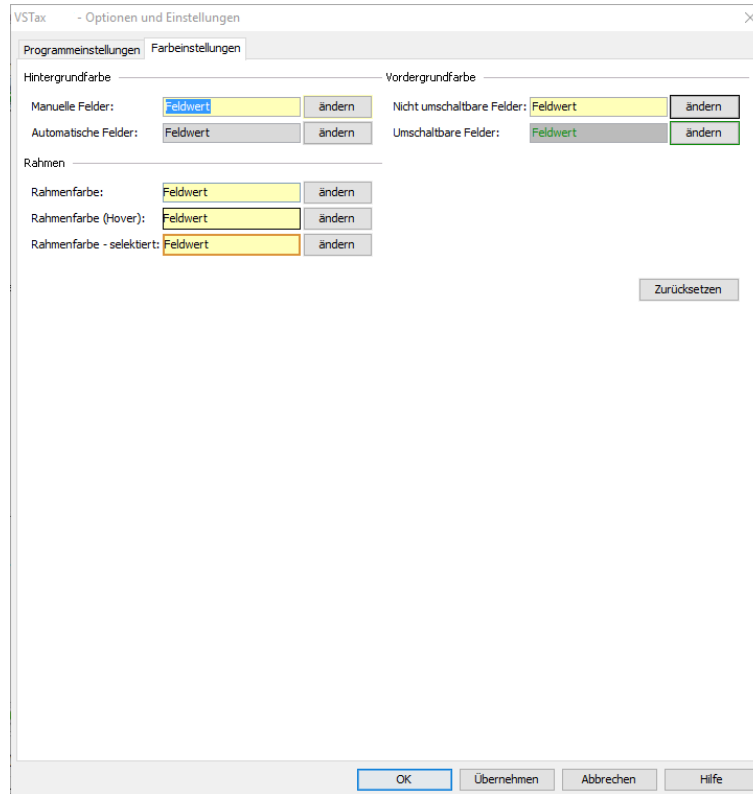 VSTax - Optionen und Einstellungen
Programmeinstellungen Farbeinstellungen
Hintergrundfarbe Vordergrundfarbe
Manuelle Felder: Feldwert ändern Nicht umschaltbare Felder: Feldwert ändern
Automatische Felder: Feldwert ändern Umschaltbare Felder: Feldwert ändern
Rahmen
Rahmenfarbe: Feldwert ändern
Rahmenfarbe (Hover): Feldwert ändern
Rahmenfarbe - selektiert: Feldwert ändern
Zurücksetzen
OK Übernehmen Abbrechen Hilfe